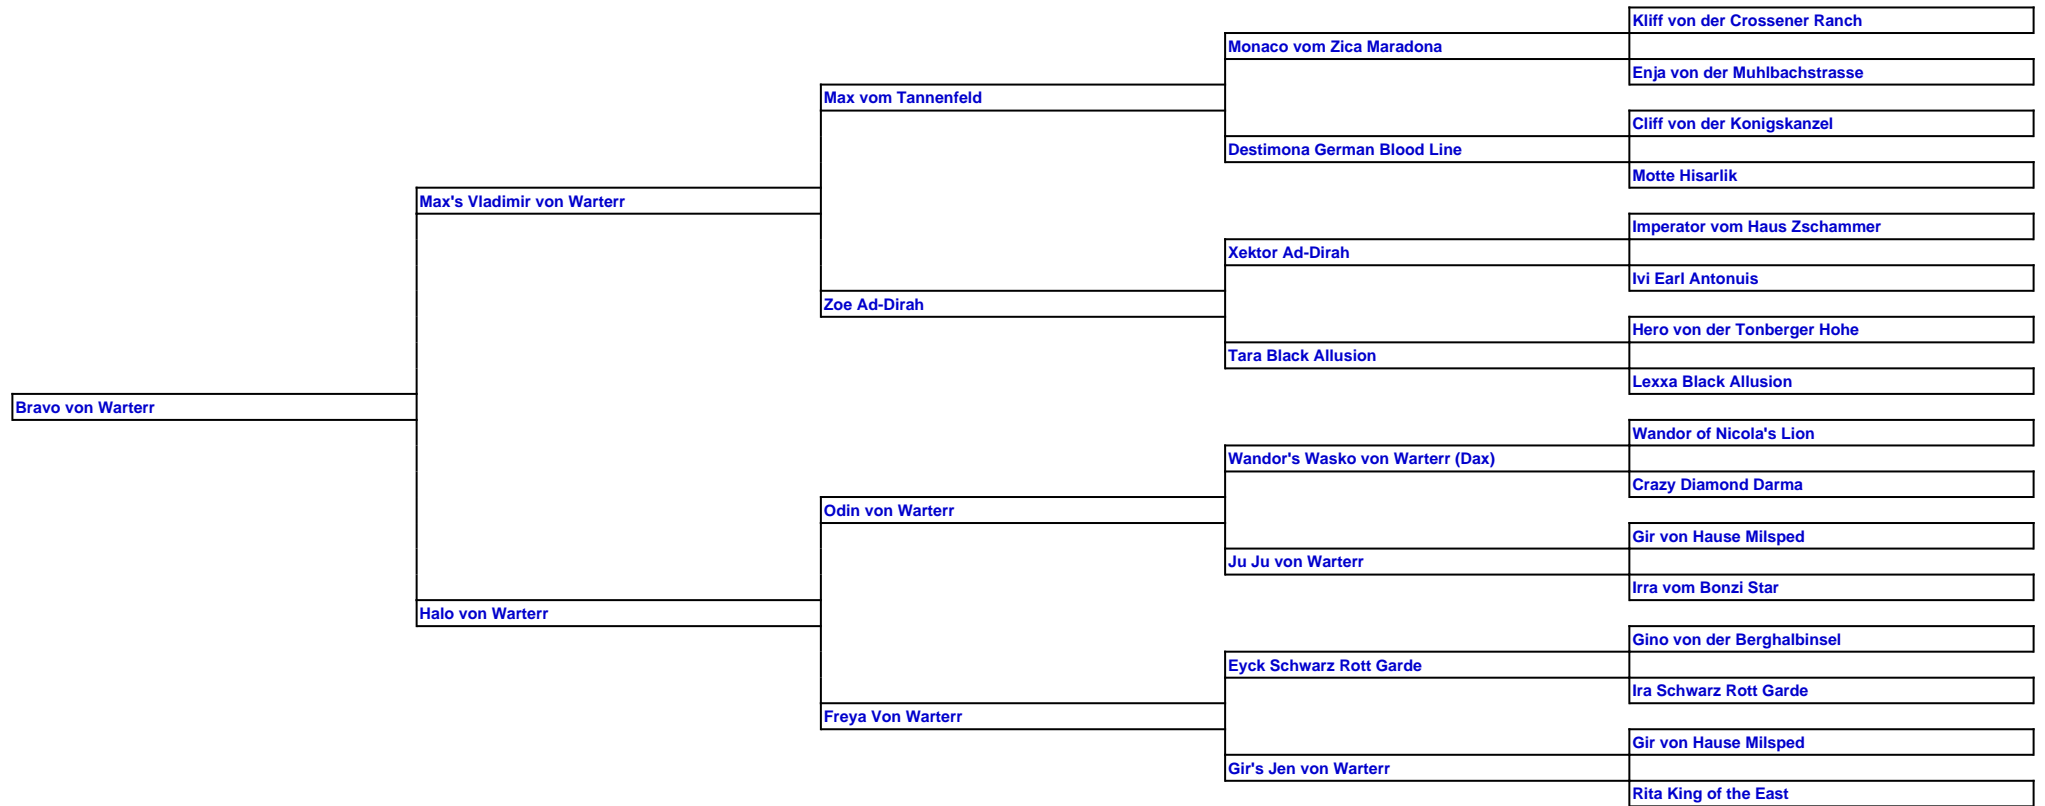 Kliff von der Crossener Ranch
Monaco vom Zica Maradona
Enja von der Muhlbachstrasse
Max vom Tannenfeld
Cliff von der Konigskanzel
Destimona German Blood Line
Motte Hisarlik
Max's Vladimir von Warterr
Imperator vom Haus Zschammer
Xektor Ad-Dirah
Ivi Earl Antonuis
Zoe Ad-Dirah
Hero von der Tonberger Hohe
Tara Black Allusion
Lexxa Black Allusion
Bravo von Warterr
Wandor of Nicola's Lion
Wandor's Wasko von Warterr (Dax)
Crazy Diamond Darma
Odin von Warterr
Gir von Hause Milsped
Ju Ju von Warterr
Irra vom Bonzi Star
Halo von Warterr
Gino von der Berghalbinsel
Eyck Schwarz Rott Garde
Ira Schwarz Rott Garde
Freya Von Warterr
Gir von Hause Milsped
Gir's Jen von Warterr
Rita King of the East